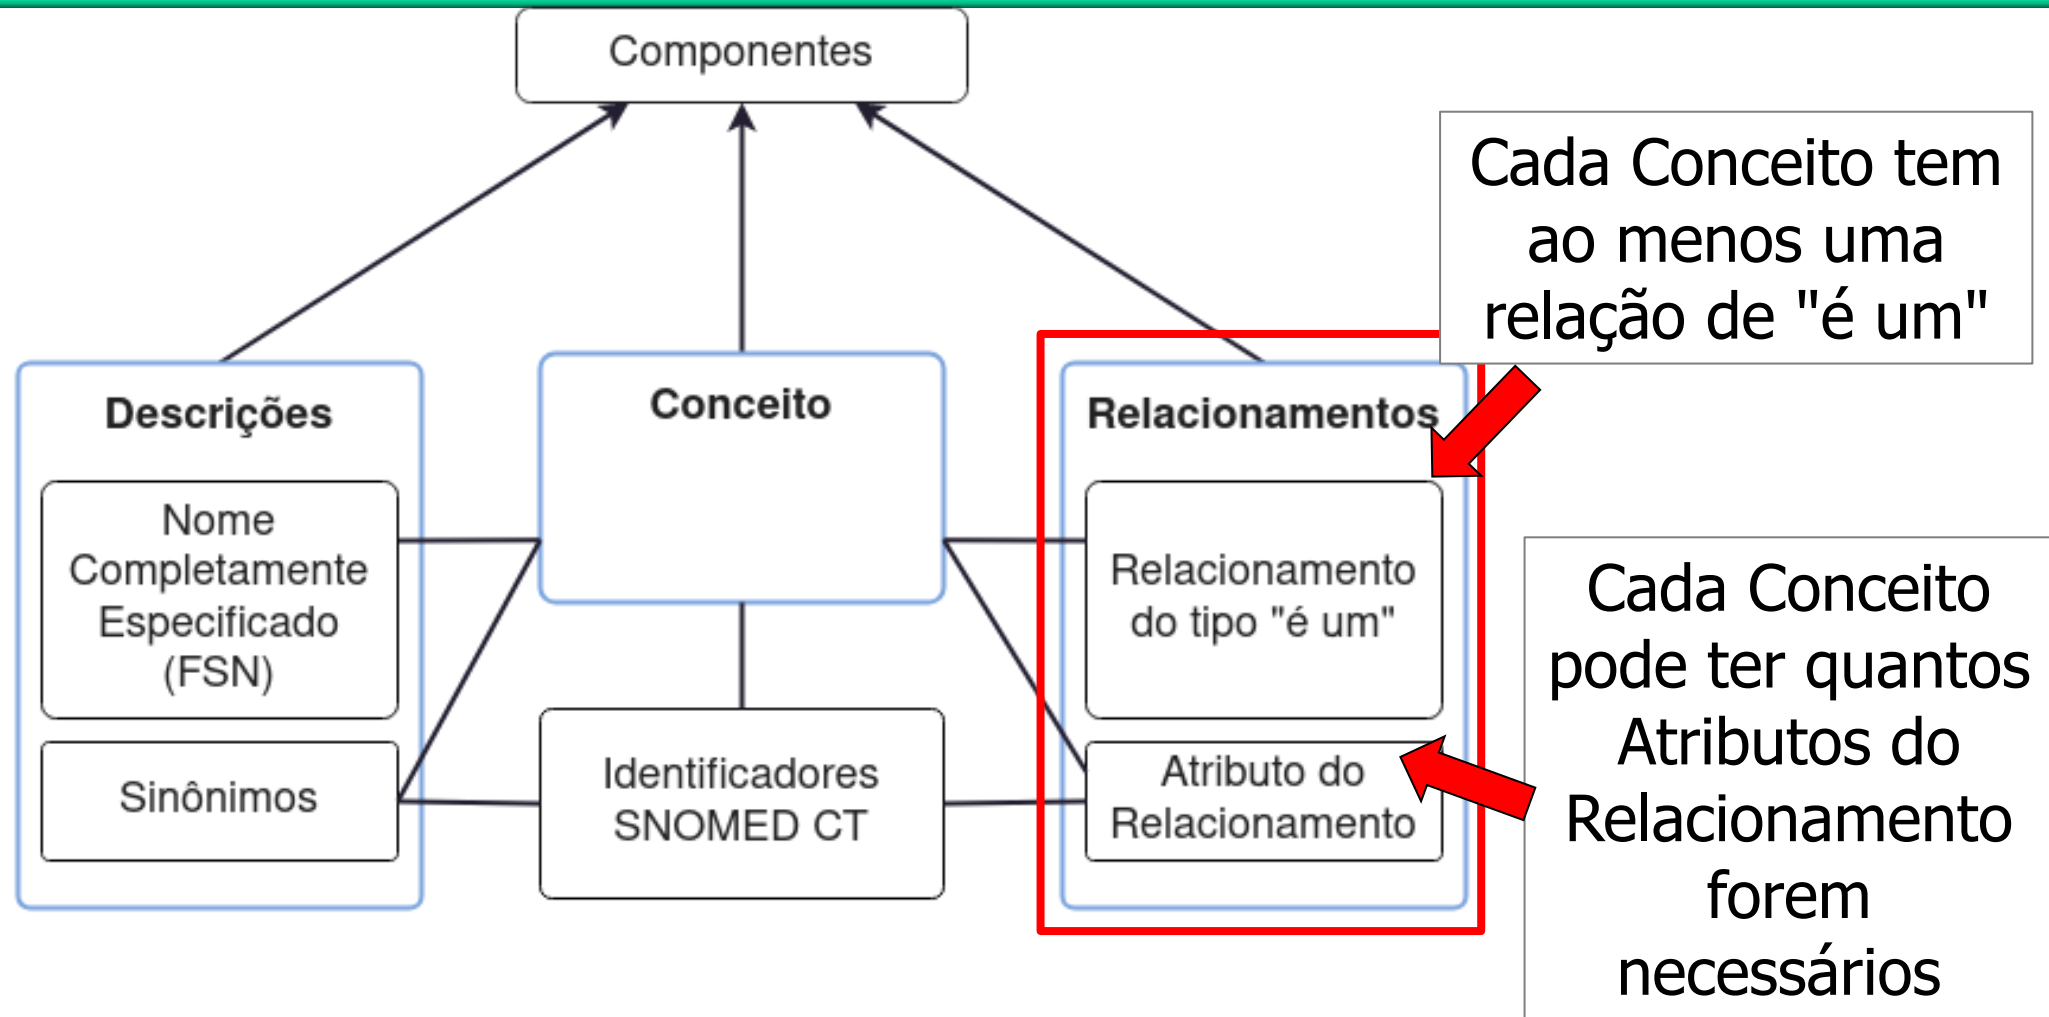 Componentes
Cada Conceito tem
ao menos uma
relação de "é um"
Descrições
Conceito
Relacionamentos
Nome
Completamente
Especificado
(FSN)
Relacionamento
do tipo "é um"
Sinônimos
Identificadores
SNOMED CT
Atributo do
Relacionamento
Cada Conceito
pode ter quantos
Atributos do
Relacionamento
forem
necessários